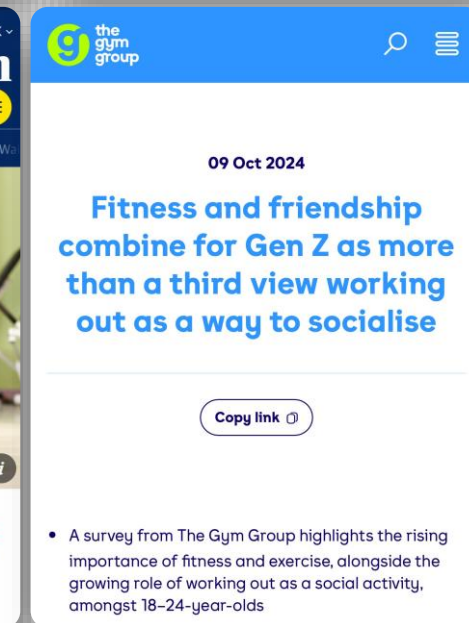 the
gym
group
09 Oct 2024
Fitness and friendship
combine for Gen Z as more
than a third view working
out as a way to socialise
Copy link
• A survey from The Gym Group highlights the rising
importance of fitness and exercise, alongside the
growing role of working out as a social activity,
amongst 18–24-year-olds